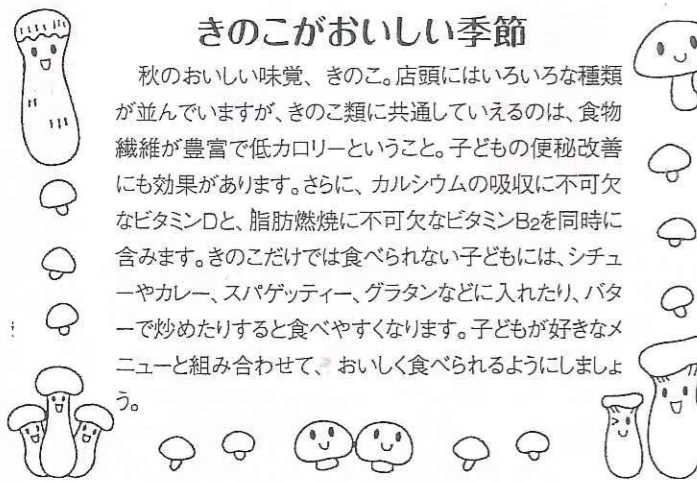 きのこがおいしい季節
秋のおいしい味覚、きのこ。店頭にはいろいろな種類
が並んでいますが、きのこ類に共通していえるのは、食物
繊維が豊富で低カロリーということ。子どもの便秘改善
にも効果があります。さらに、カルシウムの吸収に不可欠
なビタミンDと、脂肪燃焼に不可欠なビタミンB2を同時に
含みます。きのこだけでは食べられない子どもには、シチュ
ーやカレー、スパゲッティー、グラタンなどに入れたり、バタ
ーで炒めたりすると食べやすくなります。子どもが好きなメ
ニューと組み合わせて、おいしく食べられるようにしましょ
う。